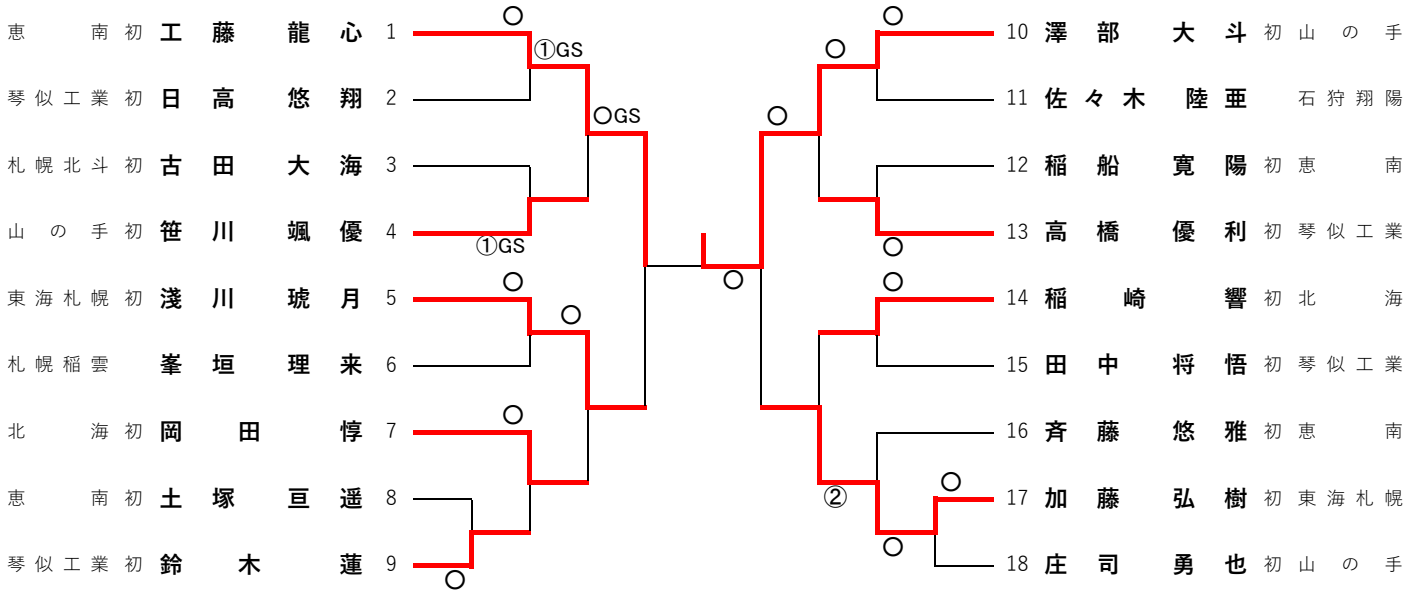 〇 〇
恵南初 工藤龍心 1 10 澤部大斗 初山の手
①GS 〇
琴似工業初 日高悠翔 2 11 佐々木陸亜 石狩翔陽
〇GS 〇
札幌北斗初 古田大海 3 12 稲船寛陽 初恵南
山の手初 笹川颯優 4 13 高橋優利 初琴似工業
①GS 〇
〇 〇 〇
東海札幌初 淺川琥月 5 14 稲崎響 初北海
〇
札幌稲雲 峯垣理来 6 15 田中将悟 初琴似工業
〇
北海初 岡田惇 7 16 斉藤悠雅 初恵南
〇
恵南初 土塚亘遥 8 ② 17 加藤弘樹 初東海札幌
〇
琴似工業初 鈴木蓮 9 18 庄司勇也 初山の手
〇